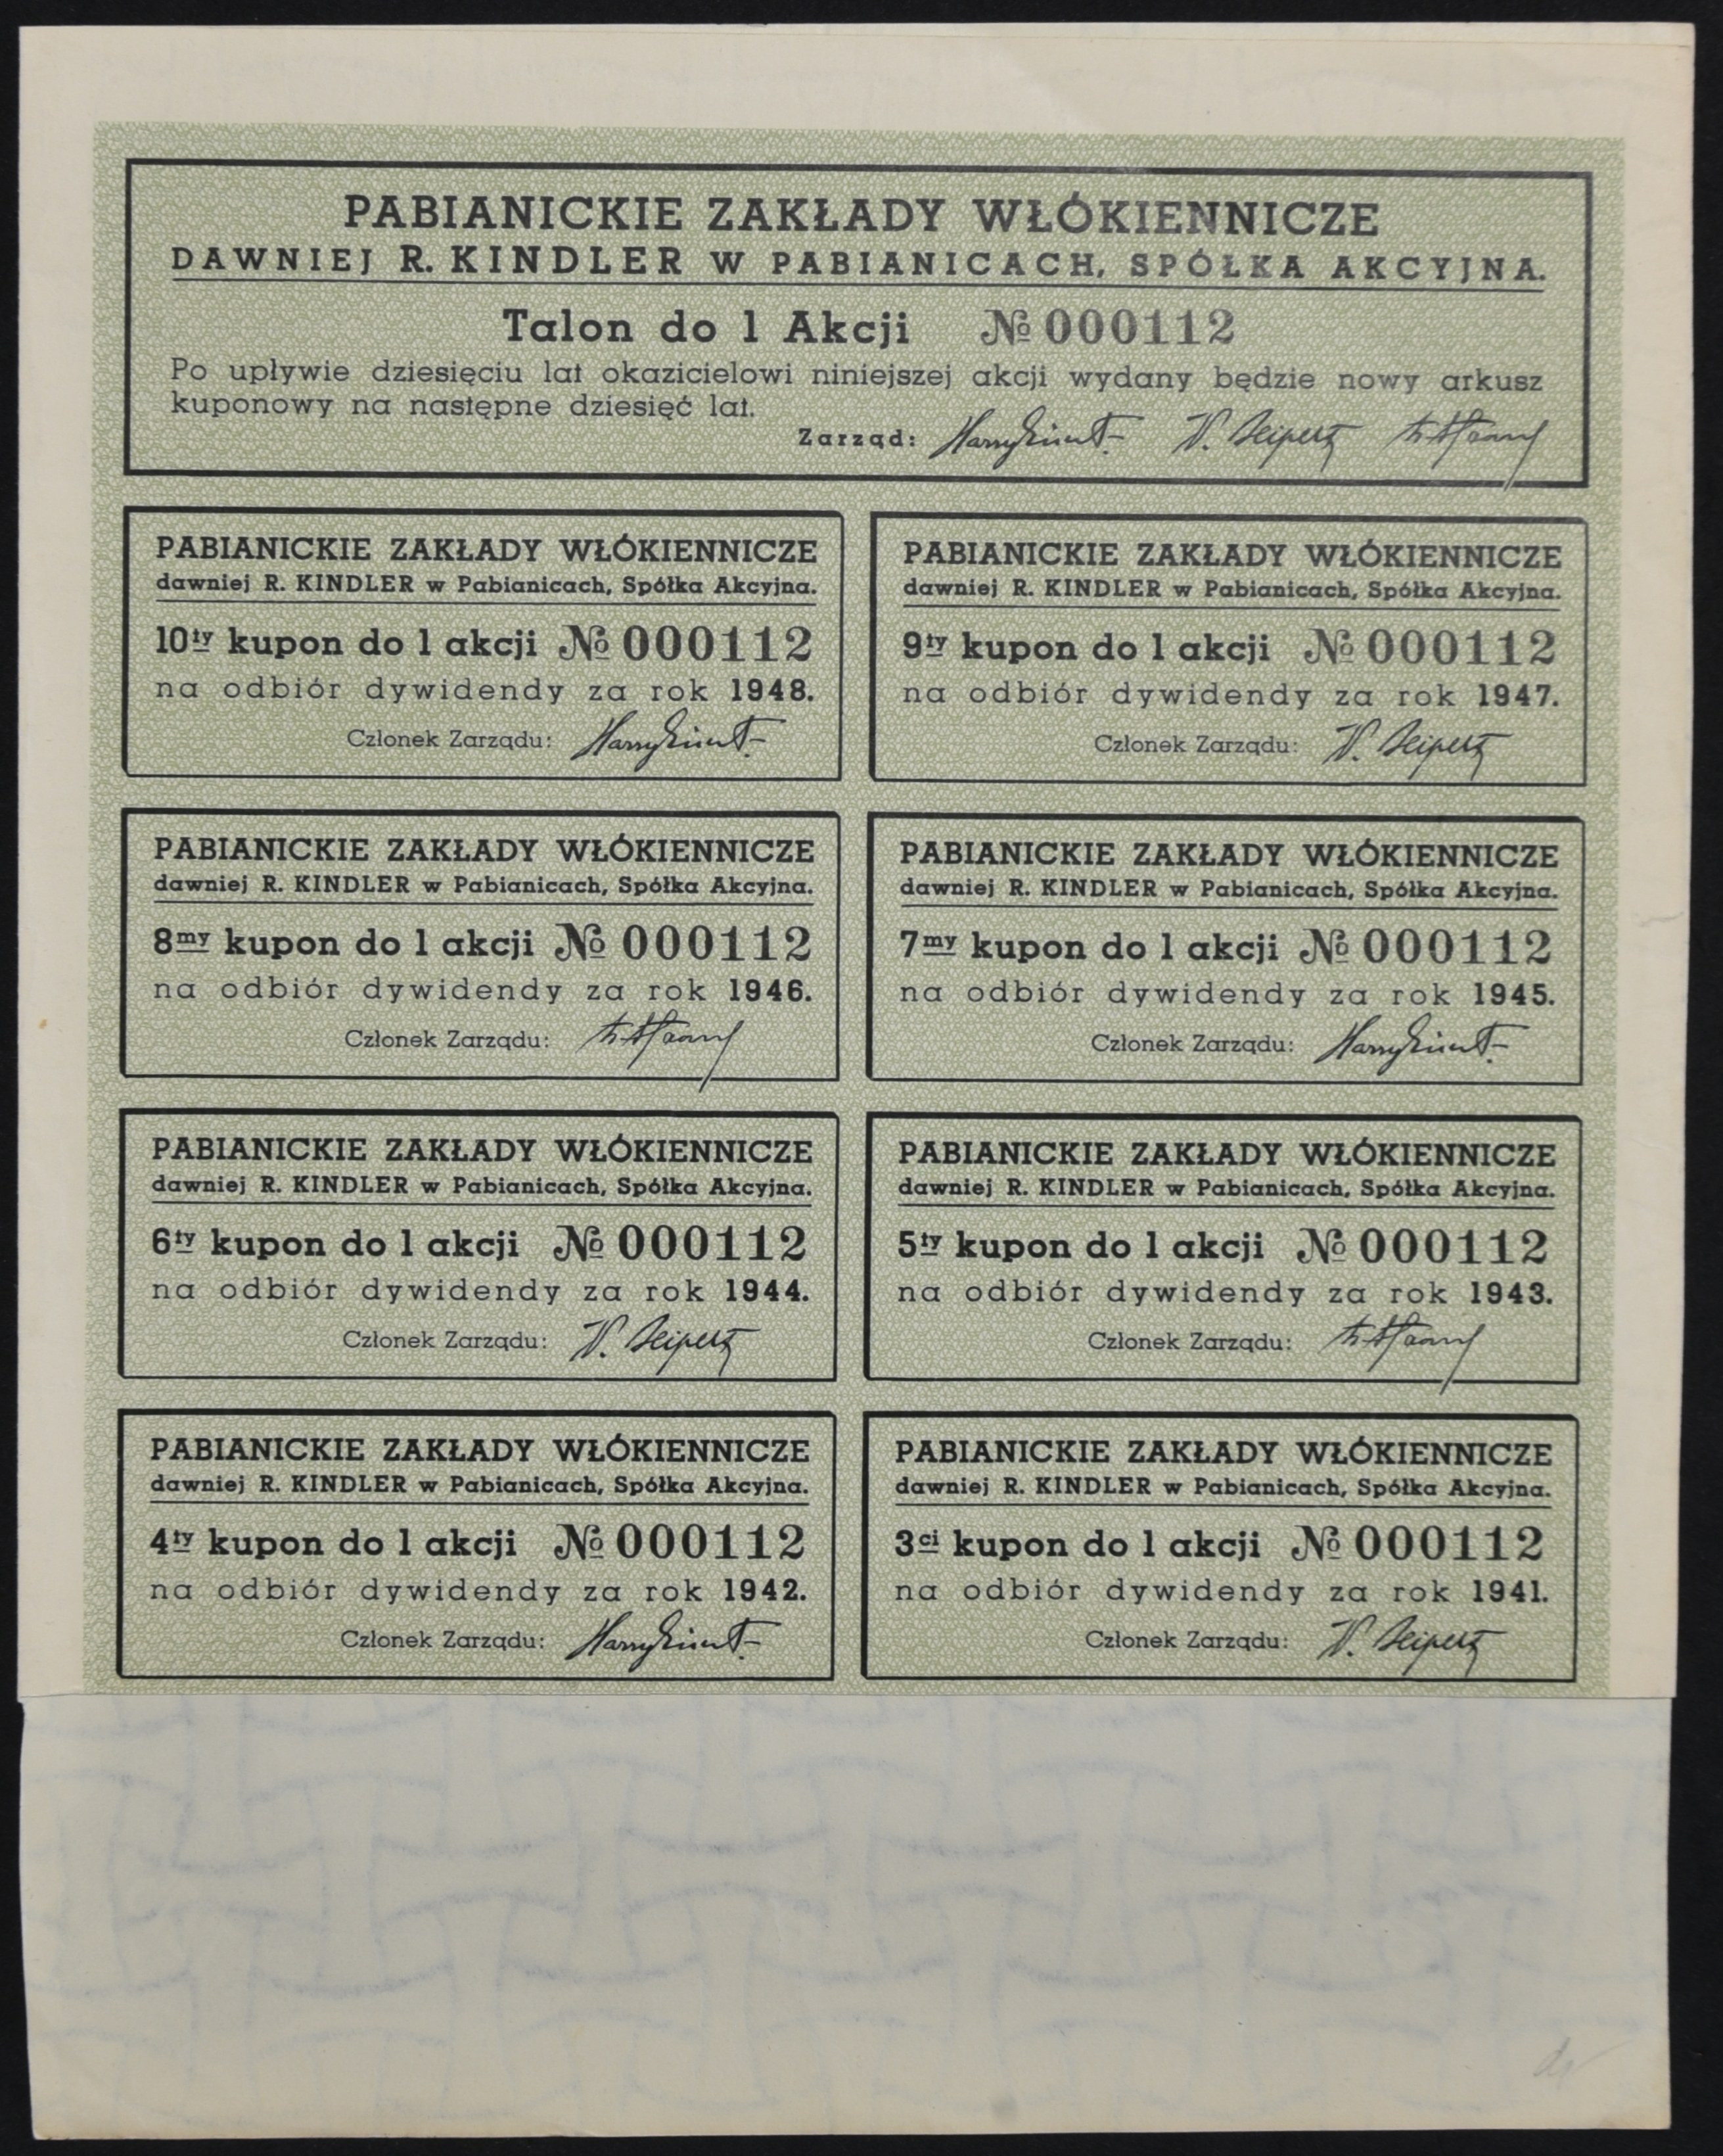 PABIANICKIE ZAKŁADY WŁÓKIENNICZE
DAWNIEJ R. KINDLER W PABIANICACH, SPÓŁKA AKCYJNA.
Talon do 1 Akcji № 000112
Po upływie dziesięciu lat okazicielowi niniejszej akcji wydany będzie nowy arkusz
kuponowy na następne dziesięć lat.
Zarząd: W. Seipelt
PABIANICKIE ZAKŁADY WŁÓKIENNICZE
dawniej R. KINDLER w Pabianicach, Spółka Akcyjna.
10ty kupon do 1 akcji № 000112
na odbiór dywidendy za rok 1948.
Członek Zarządu:
PABIANICKIE ZAKŁADY WŁÓKIENNICZE
dawniej R. KINDLER w Pabianicach, Spółka Akcyjna.
9ty kupon do 1 akcji № 000112
na odbiór dywidendy za rok 1947.
Członek Zarządu:
PABIANICKIE ZAKŁADY WŁÓKIENNICZE
dawniej R. KINDLER w Pabianicach, Spółka Akcyjna.
8my kupon do 1 akcji № 000112
na odbiór dywidendy za rok 1946.
Członek Zarządu:
PABIANICKIE ZAKŁADY WŁÓKIENNICZE
dawniej R. KINDLER w Pabianicach, Spółka Akcyjna.
7my kupon do 1 akcji № 000112
na odbiór dywidendy za rok 1945.
Członek Zarządu:
PABIANICKIE ZAKŁADY WŁÓKIENNICZE
dawniej R. KINDLER w Pabianicach, Spółka Akcyjna.
6ty kupon do 1 akcji № 000112
na odbiór dywidendy za rok 1944.
Członek Zarządu:
PABIANICKIE ZAKŁADY WŁÓKIENNICZE
dawniej R. KINDLER w Pabianicach, Spółka Akcyjna.
5ty kupon do 1 akcji № 000112
na odbiór dywidendy za rok 1943.
Członek Zarządu:
PABIANICKIE ZAKŁADY WŁÓKIENNICZE
dawniej R. KINDLER w Pabianicach, Spółka Akcyjna.
4ty kupon do 1 akcji № 000112
na odbiór dywidendy za rok 1942.
Członek Zarządu:
PABIANICKIE ZAKŁADY WŁÓKIENNICZE
dawniej R. KINDLER w Pabianicach, Spółka Akcyjna.
3ci kupon do 1 akcji № 000112
na odbiór dywidendy za rok 1941.
Członek Zarządu: